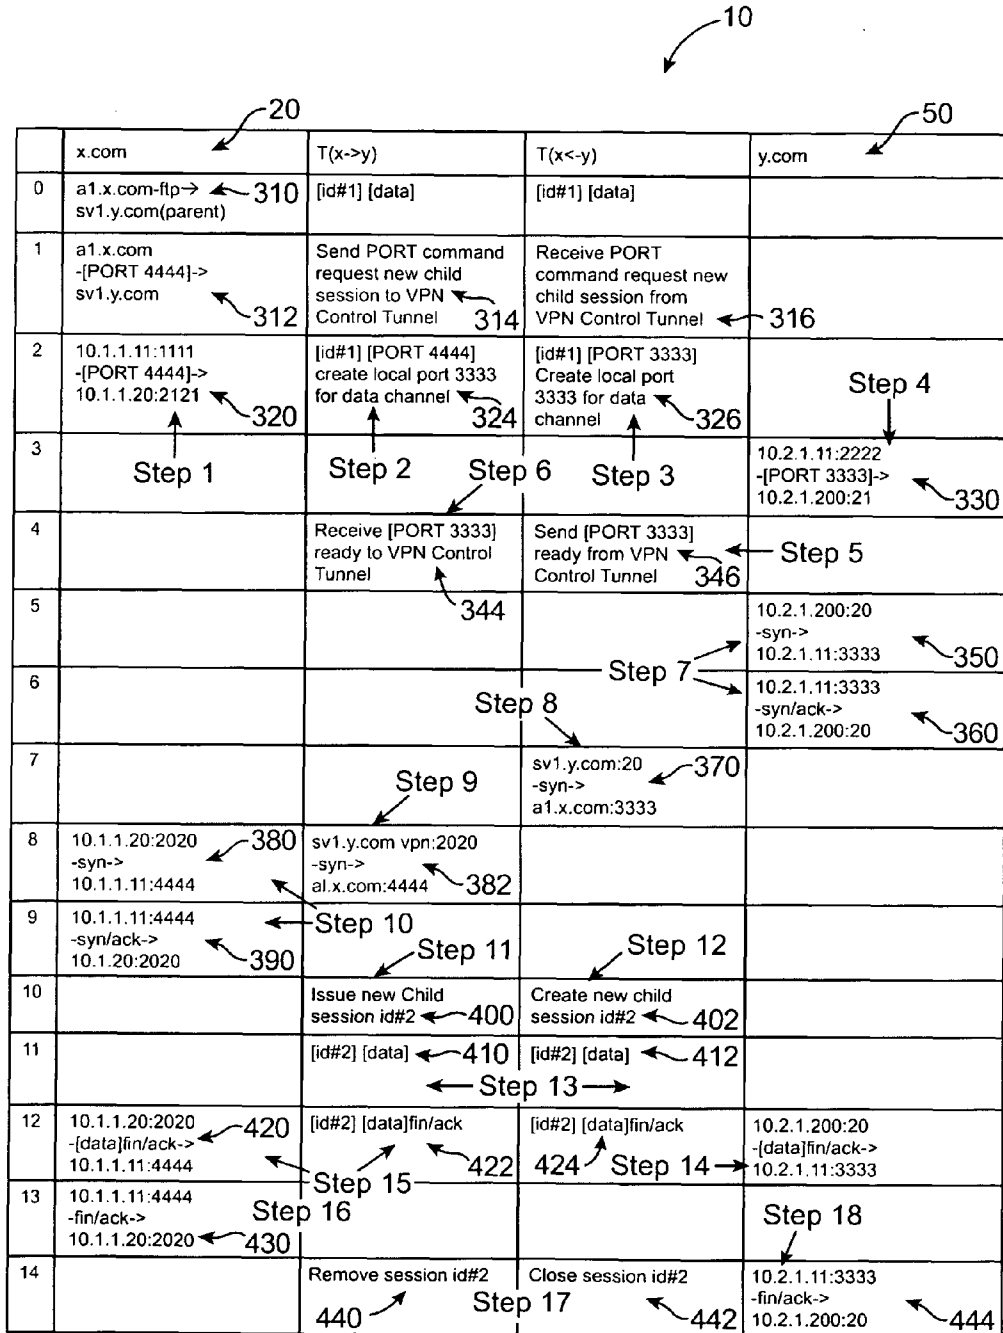 10
20
50
x.com
T(x->y)
T(x<-y)
y.com
0
a1.x.com-ftp→
sv1.y.com(parent)
310
[id#1] [data]
[id#1] [data]
1
a1.x.com
-[PORT 4444]->
sv1.y.com
312
Send PORT command
request new child
session to VPN
Control Tunnel
314
Receive PORT
command request new
child session from
VPN Control Tunnel
316
2
10.1.1.11:1111
-[PORT 4444]->
10.1.1.20:2121
320
[id#1] [PORT 4444]
create local port 3333
for data channel
324
[id#1] [PORT 3333]
Create local port
3333 for data
channel
326
Step 4
3
Step 1
Step 2
Step 6
Step 3
10.2.1.11:2222
-[PORT 3333]->
10.2.1.200:21
330
4
Receive [PORT 3333]
ready to VPN Control
Tunnel
344
Send [PORT 3333]
ready from VPN
Control Tunnel
346
Step 5
5
10.2.1.200:20
-syn->
10.2.1.11:3333
350
Step 7
6
Step 8
10.2.1.11:3333
-syn/ack->
10.2.1.200:20
360
7
Step 9
sv1.y.com:20
-syn->
a1.x.com:3333
370
8
10.1.1.20:2020
-syn->
10.1.1.11:4444
380
sv1.y.com vpn:2020
-syn->
al.x.com:4444
382
9
10.1.1.11:4444
-syn/ack->
10.1.20:2020
390
Step 10
Step 11
Step 12
10
Issue new Child
session id#2
400
Create new child
session id#2
402
11
[id#2] [data]
410
[id#2] [data]
412
Step 13
12
10.1.1.20:2020
-[data]fin/ack->
10.1.1.11:4444
420
[id#2] [data]fin/ack
422
[id#2] [data]fin/ack
424
Step 14
10.2.1.200:20
-[data]fin/ack->
10.2.1.11:3333
Step 15
13
10.1.1.11:4444
-fin/ack->
10.1.1.20:2020
430
Step 16
Step 18
14
Remove session id#2
440
Step 17
Close session id#2
442
10.2.1.11:3333
-fin/ack->
10.2.1.200:20
444